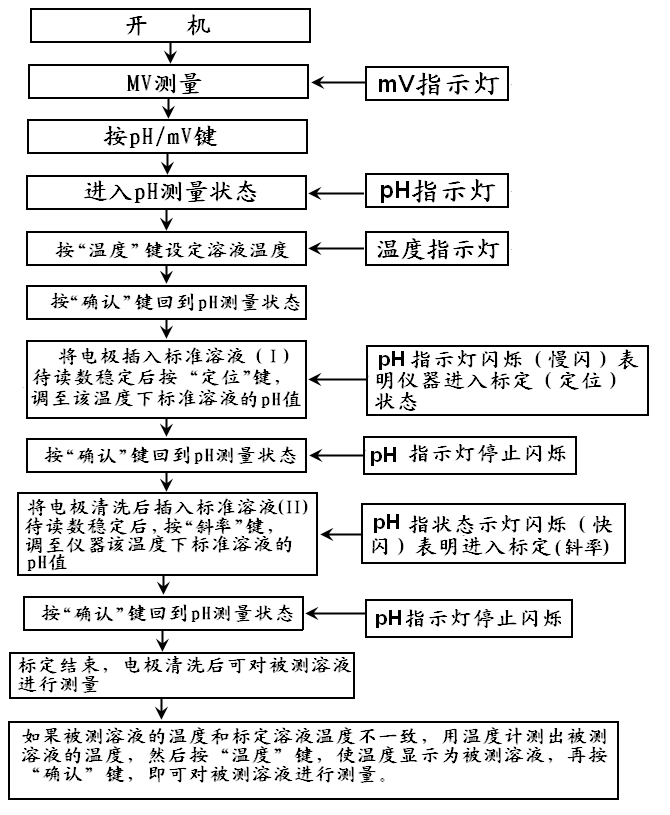 开 机
MV测量
mV指示灯
按pH/mV键
进入pH测量状态
pH指示灯
按“温度”键设定溶液温度
温度指示灯
按“确认”键回到pH测量状态
将电极插入标准溶液(I)
待读数稳定后按 “定位”键,
调至该温度下标准溶液的pH值
pH指示灯闪烁(慢闪)表
明仪器进入标定(定位)
状态
按“确认”键回到pH测量状态
pH 指示灯停止闪烁
将电极清洗后插入标准溶液(II)
待读数稳定后,按“斜率”键,
调至仪器该温度下标准溶液的
pH值
pH 指状态示灯闪烁(快
闪)表明进入标定(斜率)
按“确认”键回到pH测量状态
pH指示灯停止闪烁
标定结束,电极清洗后可对被测溶液
进行测量
如果被测溶液的温度和标定溶液温度不一致,用温度计测出被测
溶液的温度,然后按“温度”键,使温度显示为被测溶液,再按
“确认”键,即可对被测溶液进行测量。